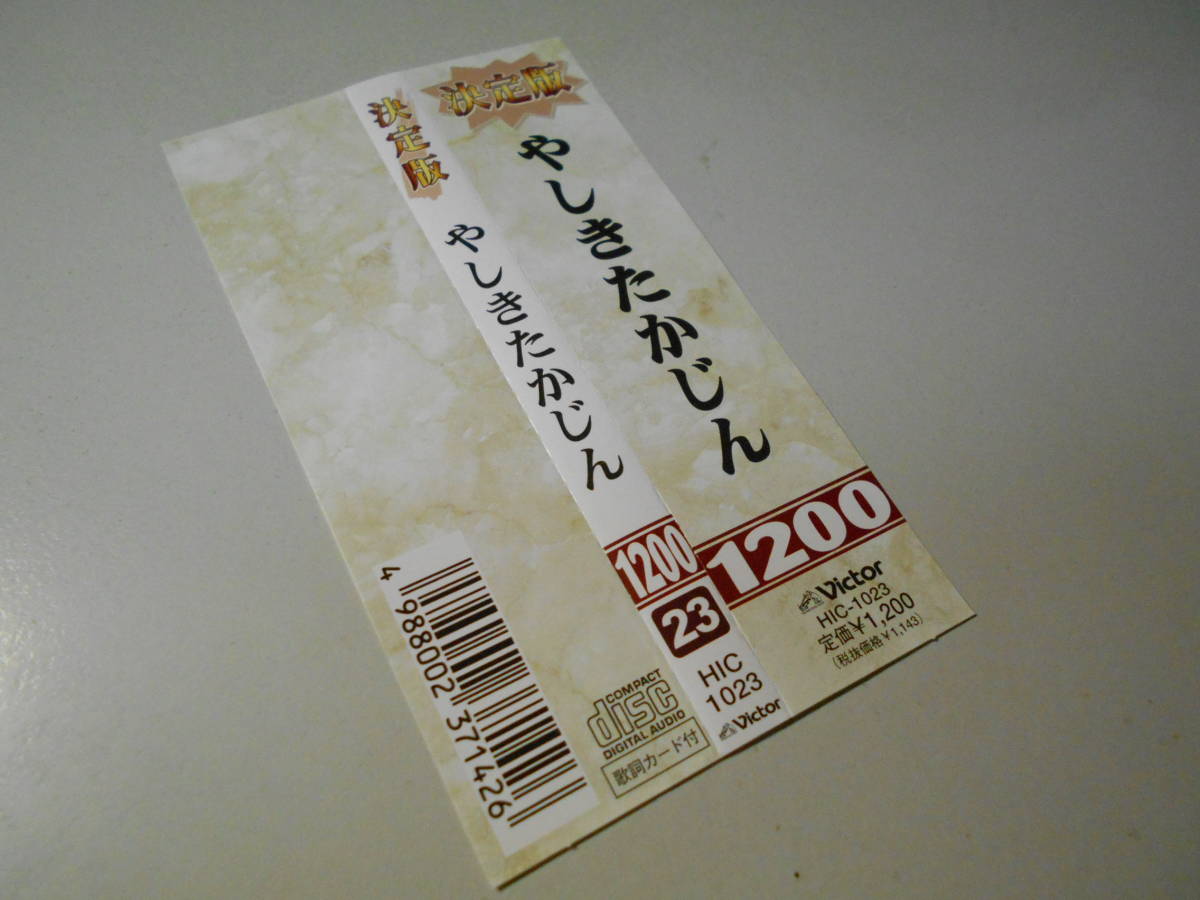 決定版
やしきたかじん
1200
Victor
HIC-1023
定価¥1,200
(税抜価格¥1,143)
決定版
やしきたかじん
1200
23
HIC
1023
Victor
COMPACT
disc
DIGITAL AUDIO
歌詞カード付
4 988002 371426